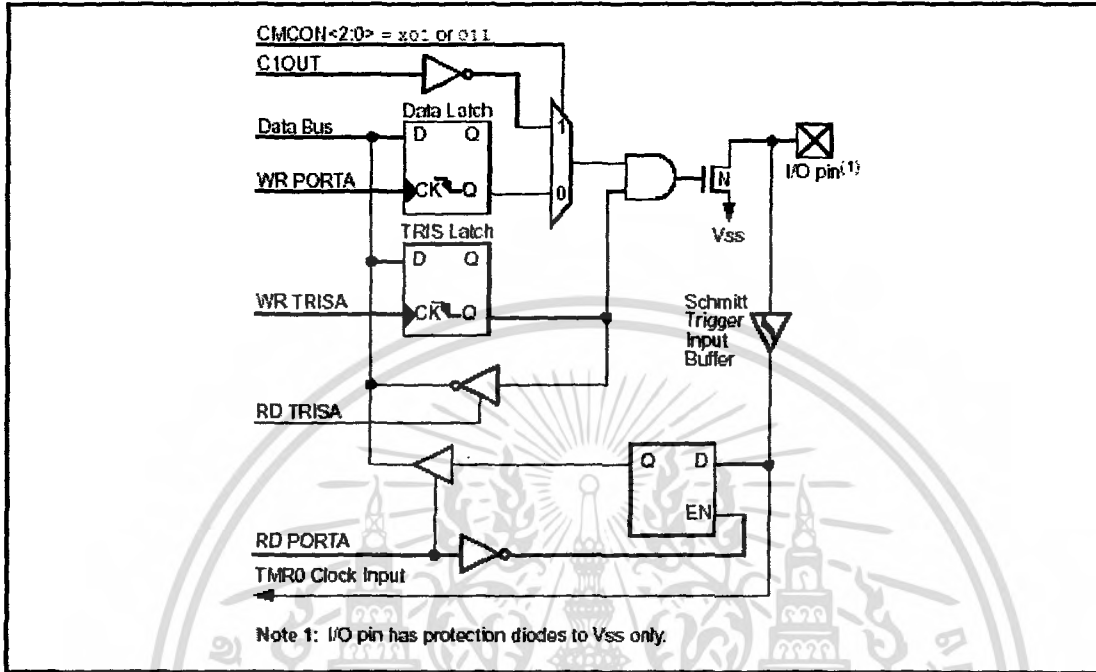 CMCON<2:0> = x01 or 011
C1OUT
Data Latch
Data Bus
D Q
1
WR PORTA
CK Q
0
N
I/O pin(1)
Vss
TRIS Latch
D Q
WR TRISA
CK Q
Schmitt
Trigger
Input
Buffer
RD TRISA
Q D
EN
RD PORTA
TMR0 Clock Input
Note 1: I/O pin has protection diodes to Vss only.